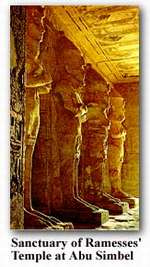 Sanctuary of Ramesses'
Temple at Abu Simbel